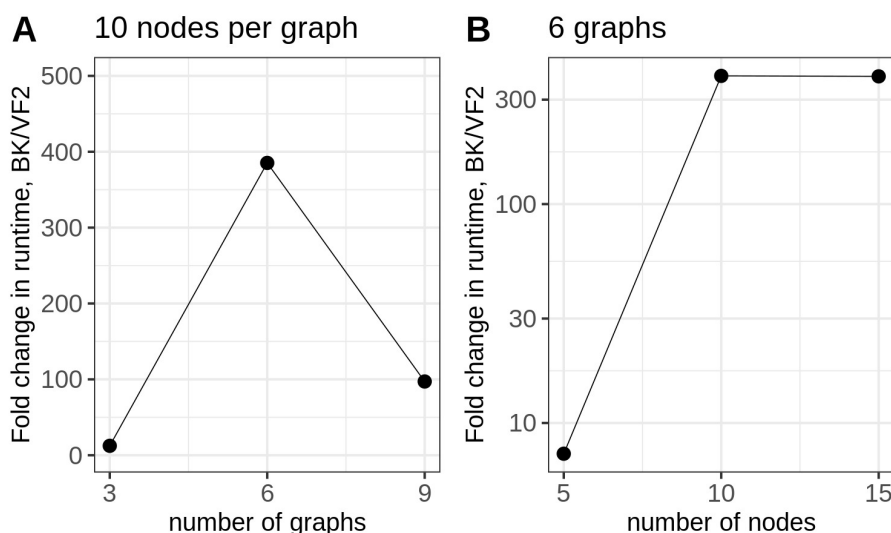 A 10 nodes per graph
Fold change in runtime, BK/VF2
500
400
300
200
100
0
3 6 9
number of graphs
B 6 graphs
Fold change in runtime, BK/VF2
300
100
30
10
5 10 15
number of nodes